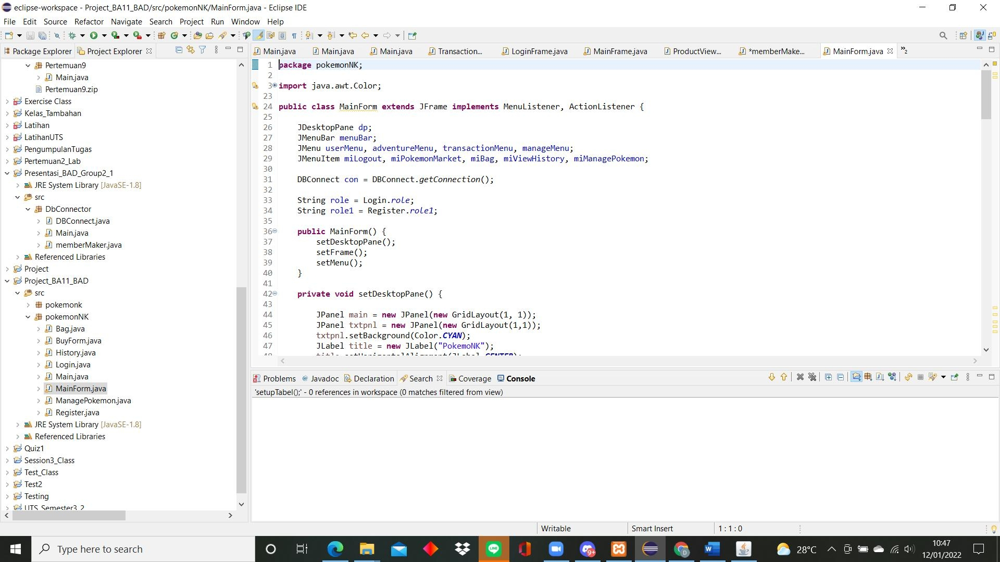 eclipse-workspace - Project_BA11_BAD/src/pokemonNK/MainForm.java - Eclipse IDE
File Edit Source Refactor Navigate Search Project Run Window Help
Package Explorer Project Explorer
Main.java Main.java Main.java Transaction... LoginFrame.java MainFrame.java ProductView... *memberMake... MainForm.java »2
Pertemuan9
Main.java
Pertemuan9.zip
Exercise Class
Kelas_Tambahan
Latihan
LatihanUTS
PengumpulanTugas
Pertemuan2_Lab
Presentasi_BAD_Group2_1
JRE System Library [JavaSE-1.8]
src
DbConnector
DBConnect.java
Main.java
memberMaker.java
Referenced Libraries
Project
Project_BA11_BAD
src
pokemonk
pokemonNK
Bag.java
BuyForm.java
History.java
Login.java
Main.java
MainForm.java
ManagePokemon.java
Register.java
JRE System Library [JavaSE-1.8]
Referenced Libraries
Quiz1
Session3_Class
Test_Class
Test2
Testing
UTS_Semester3_2
1 package pokemonNK;
2
3 import java.awt.Color;
23
24 public class MainForm extends JFrame implements MenuListener, ActionListener {
25
26 JDesktopPane dp;
27 JMenuBar menuBar;
28 JMenu userMenu, adventureMenu, transactionMenu, manageMenu;
29 JMenuItem miLogout, miPokemonMarket, miBag, miViewHistory, miManagePokemon;
30
31 DBConnect con = DBConnect.getConnection();
32
33 String role = Login.role;
34 String role1 = Register.role1;
35
36 public MainForm() {
37 setDesktopPane();
38 setFrame();
39 setMenu();
40 }
41
42 private void setDesktopPane() {
43
44 JPanel main = new JPanel(new GridLayout(1, 1));
45 JPanel txtpnl = new JPanel(new GridLayout(1,1));
46 txtpnl.setBackground(Color.CYAN);
47 JLabel title = new JLabel("PokemoNK");
48 title.setHorizontalAlignment(JLabel.CENTER);
Problems Javadoc Declaration Search Coverage Console
'setupTabel();' - 0 references in workspace (0 matches filtered from view)
Writable Smart Insert 1 : 1 : 0
Type here to search
LINE
9+
D
28°C
10:47
12/01/2022